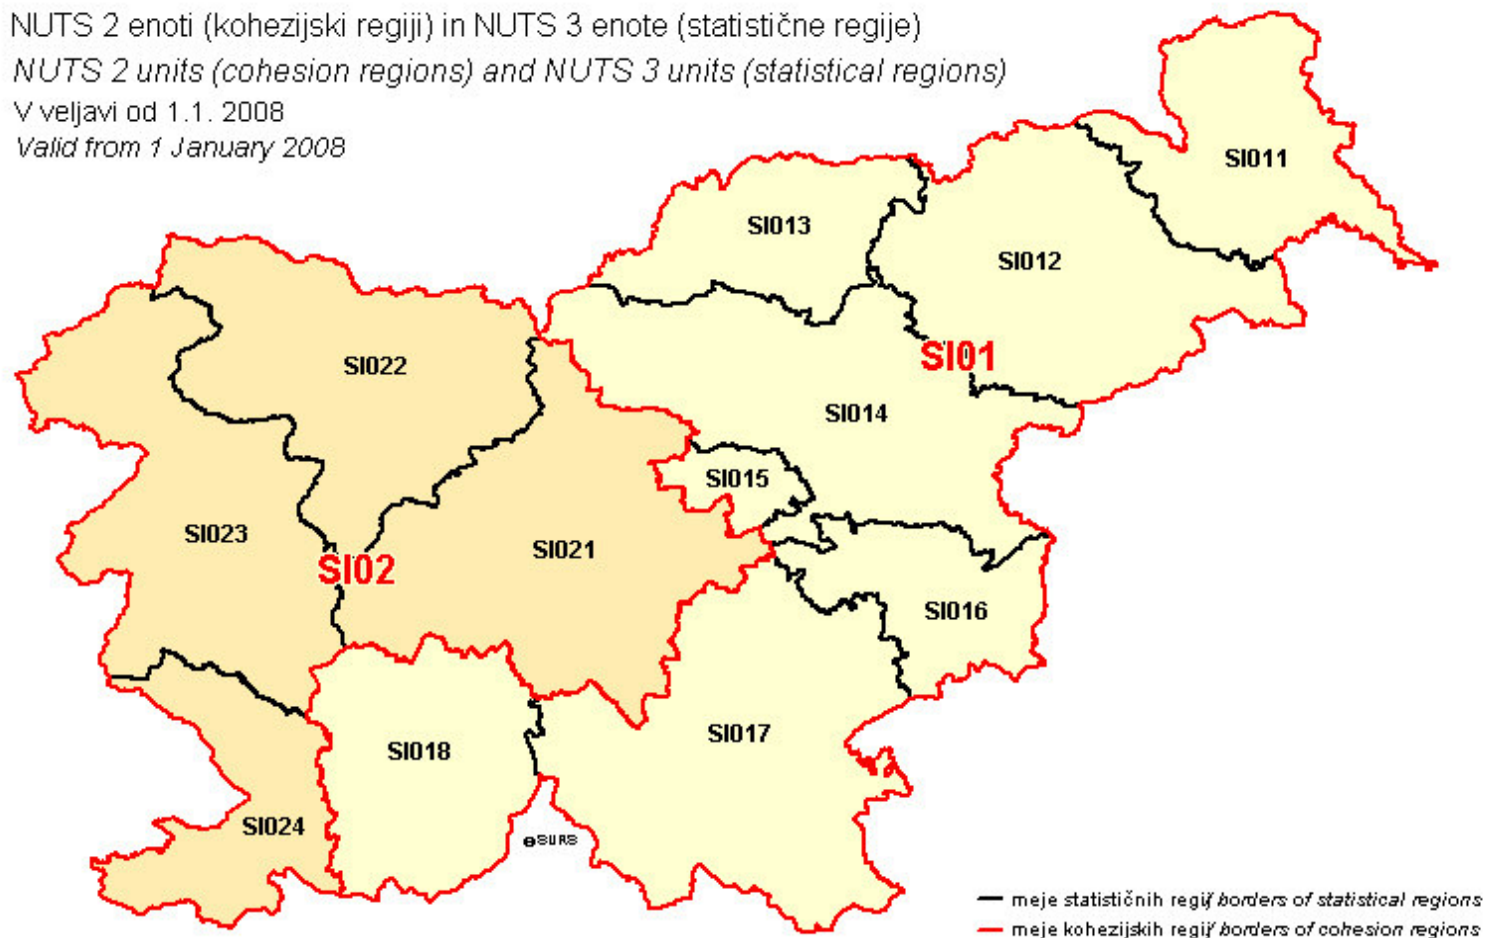 NUTS 2 enoti (kohezijski regiji) in NUTS 3 enote (statistične regije)
NUTS 2 units (cohesion regions) and NUTS 3 units (statistical regions)
V veljavi od 1.1. 2008
Valid from 1 January 2008
SI011
SI013
SI012
SI01
SI022
SI014
SI015
SI023
SI021
SI02
SI016
SI017
SI018
SI024
SURS
meje statističnih regij/ borders of statistical regions
meje kohezijskih regij/ borders of cohesion regions